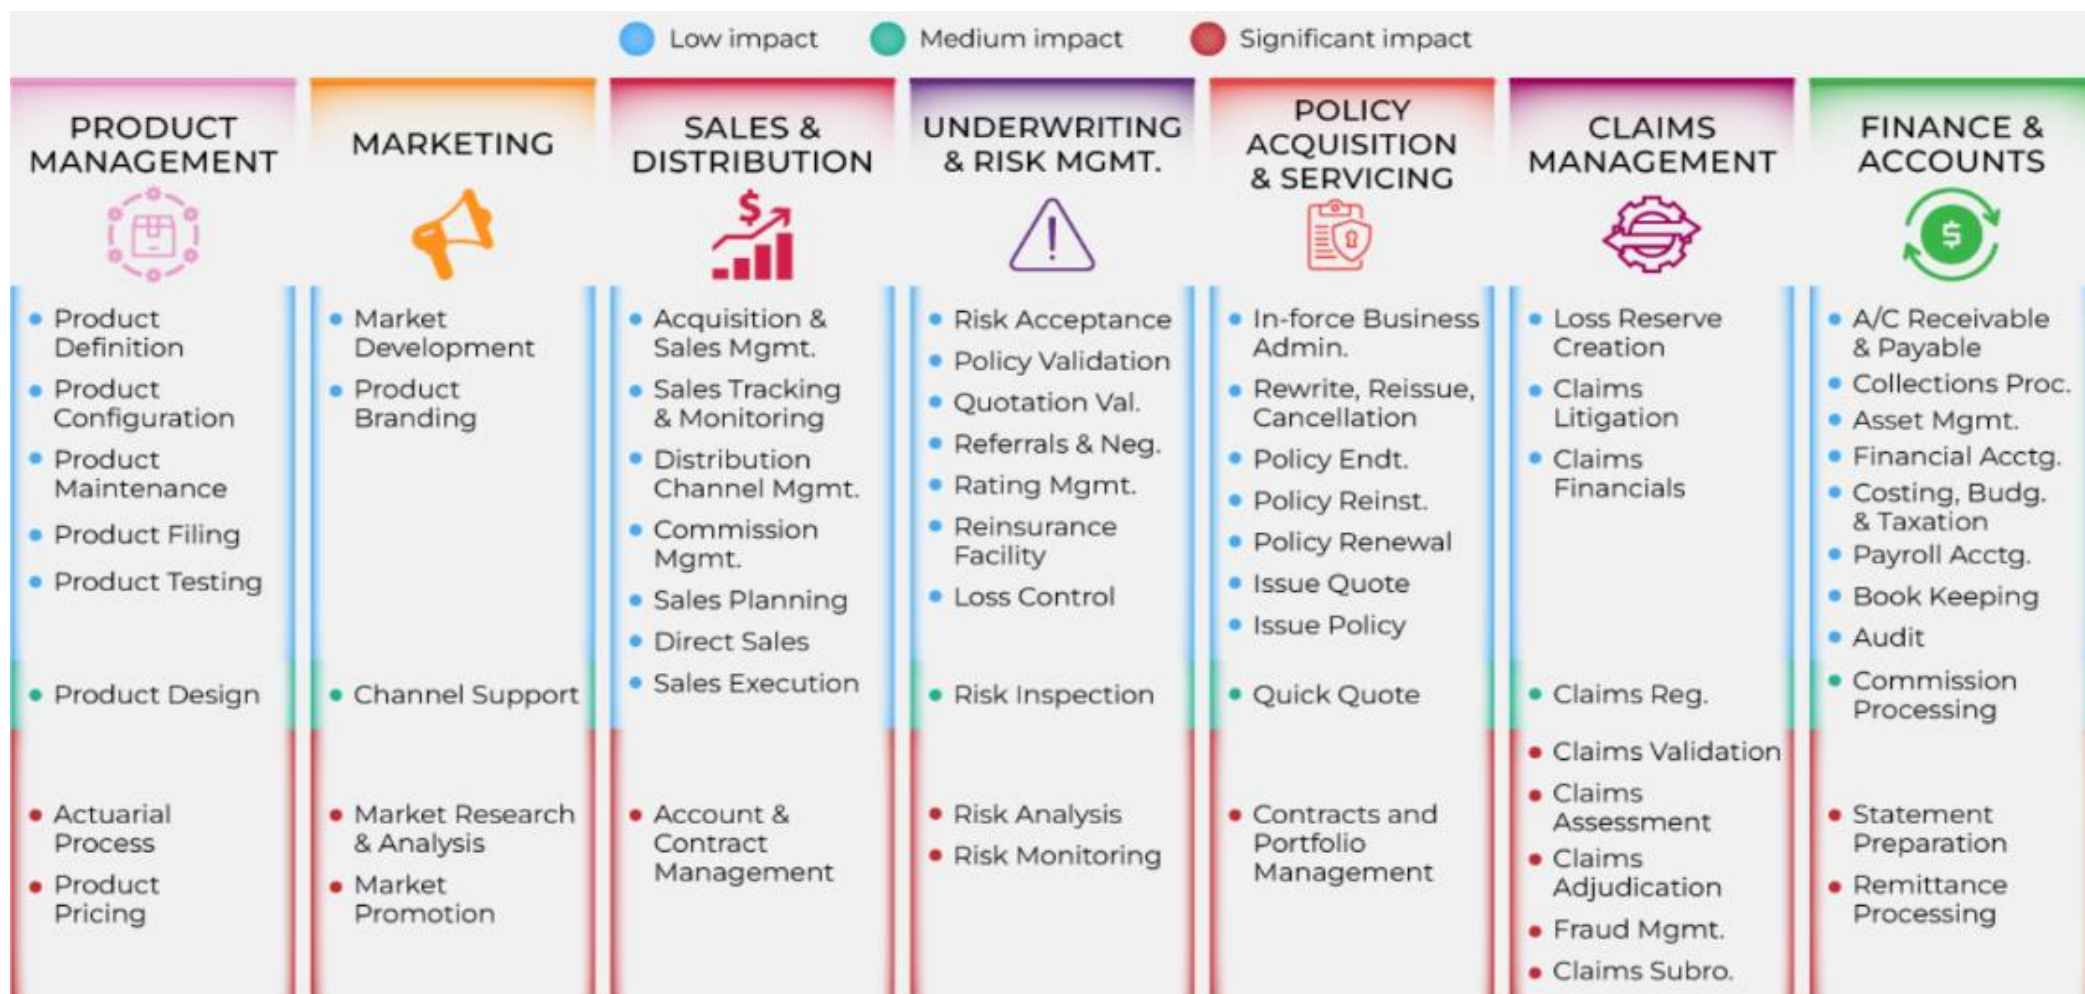 Low impact
Medium impact
Significant impact
PRODUCT
MANAGEMENT
Product
Definition
Product
Configuration
Product
Maintenance
Product Filing
Product Testing
Product Design
Actuarial
Process
Product
Pricing
MARKETING
Market
Development
Product
Branding
Channel Support
Market Research
& Analysis
Market
Promotion
SALES &
DISTRIBUTION
$
Acquisition &
Sales Mgmt.
Sales Tracking
& Monitoring
Distribution
Channel Mgmt.
Commission
Mgmt.
Sales Planning
Direct Sales
Sales Execution
Account &
Contract
Management
UNDERWRITING
& RISK MGMT.
!
Risk Acceptance
Policy Validation
Quotation Val.
Referrals & Neg.
Rating Mgmt.
Reinsurance
Facility
Loss Control
Risk Inspection
Risk Analysis
Risk Monitoring
POLICY
ACQUISITION
& SERVICING
In-force Business
Admin.
Rewrite, Reissue,
Cancellation
Policy Endt.
Policy Reinst.
Policy Renewal
Issue Quote
Issue Policy
Quick Quote
Contracts and
Portfolio
Management
CLAIMS
MANAGEMENT
Loss Reserve
Creation
Claims
Litigation
Claims
Financials
Claims Reg.
Claims Validation
Claims
Assessment
Claims
Adjudication
Fraud Mgmt.
Claims Subro.
FINANCE &
ACCOUNTS
$
A/C Receivable
& Payable
Collections Proc.
Asset Mgmt.
Financial Acctg.
Costing, Budg.
& Taxation
Payroll Acctg.
Book Keeping
Audit
Commission
Processing
Statement
Preparation
Remittance
Processing